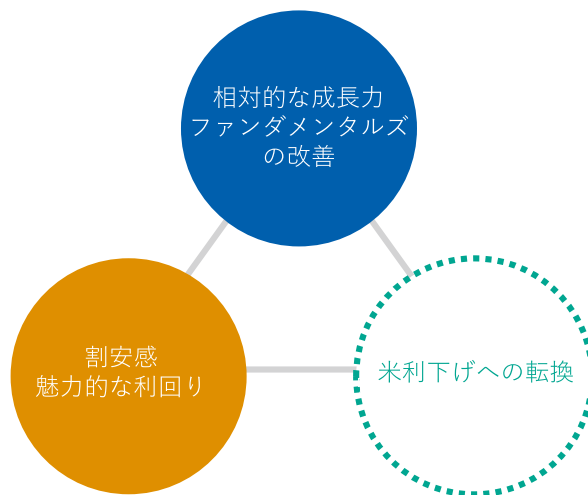 相対的な成長力
ファンダメンタルズ
の改善
割安感
魅力的な利回り
米利下げへの転換